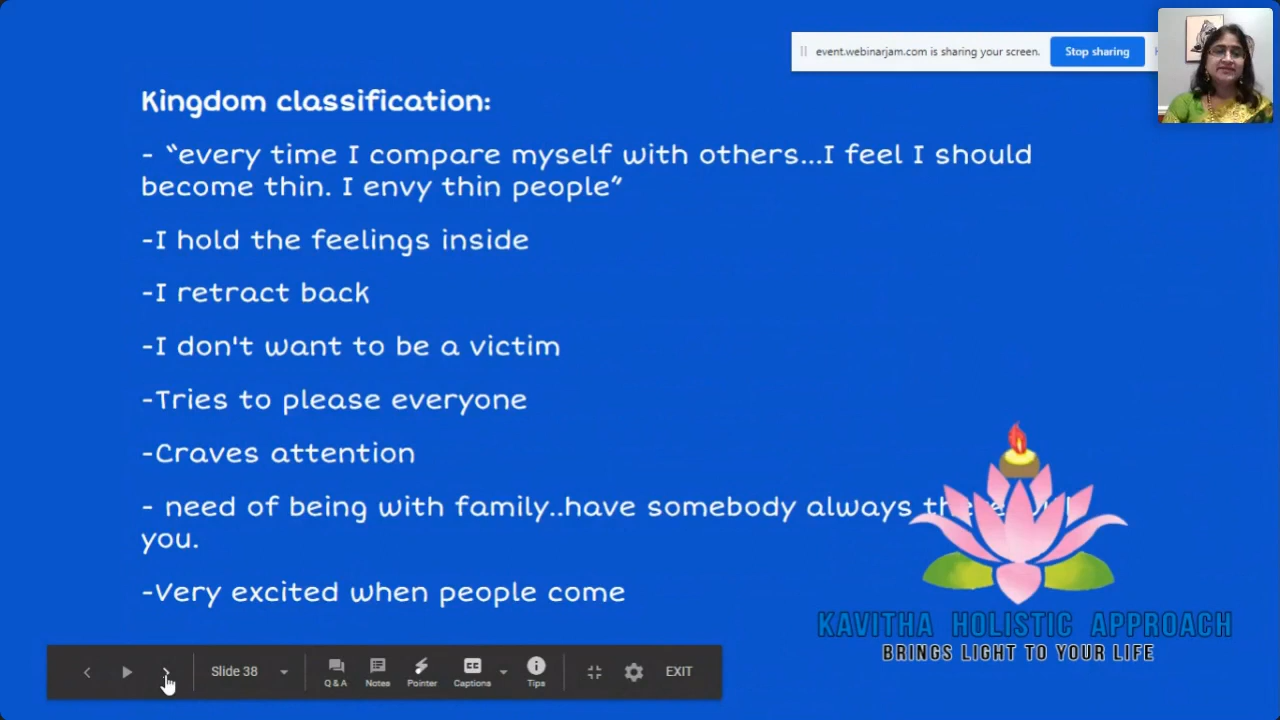 event.webinarjam.com is sharing your screen.
Stop sharing
Kingdom classification:
- “every time I compare myself with others...I feel I should
become thin. I envy thin people”
-I hold the feelings inside
-I retract back
-I don't want to be a victim
-Tries to please everyone
-Craves attention
- need of being with family..have somebody always
you.
-Very excited when people come
KAVITHA HOLISTIC APPROACH
BRINGS LIGHT TO YOUR LIFE
Slide 38
Q & A
Notes
Pointer
Captions
Tips
EXIT